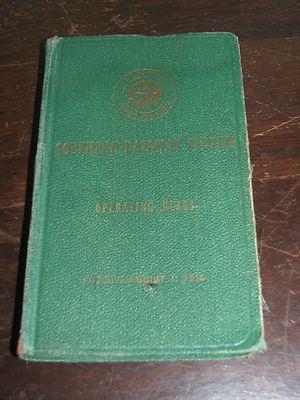 SR
SOUTHERN RAILWAY SYSTEM
OPERATING RULES
EFFECTIVE AUGUST 1,